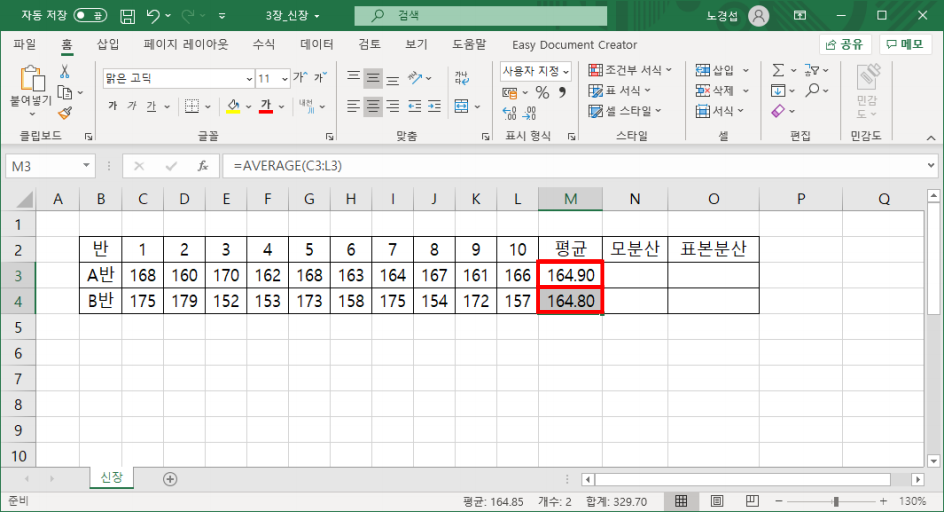 자동 저장 3장_신장 검색 노경섭
파일 홈 삽입 페이지 레이아웃 수식 데이터 검토 보기 도움말 Easy Document Creator 공유 메모
붙여넣기 맑은 고딕 11 가ˆ 가ˇ 가 가 가 가 내천 가나 사용자 지정 % 조건부 서식 표 서식 셀 스타일 삽입 삭제 서식 민감도
클립보드 글꼴 맞춤 표시 형식 스타일 셀 편집 민감도
M3 fx =AVERAGE(C3:L3)
A B C D E F G H I J K L M N O P Q
1
2 반 1 2 3 4 5 6 7 8 9 10 평균 모분산 표본분산
3 A반 168 160 170 162 168 163 164 167 161 166 164.90
4 B반 175 179 152 153 173 158 175 154 172 157 164.80
5
6
7
8
9
10
신장
준비 평균: 164.85 개수: 2 합계: 329.70 130%